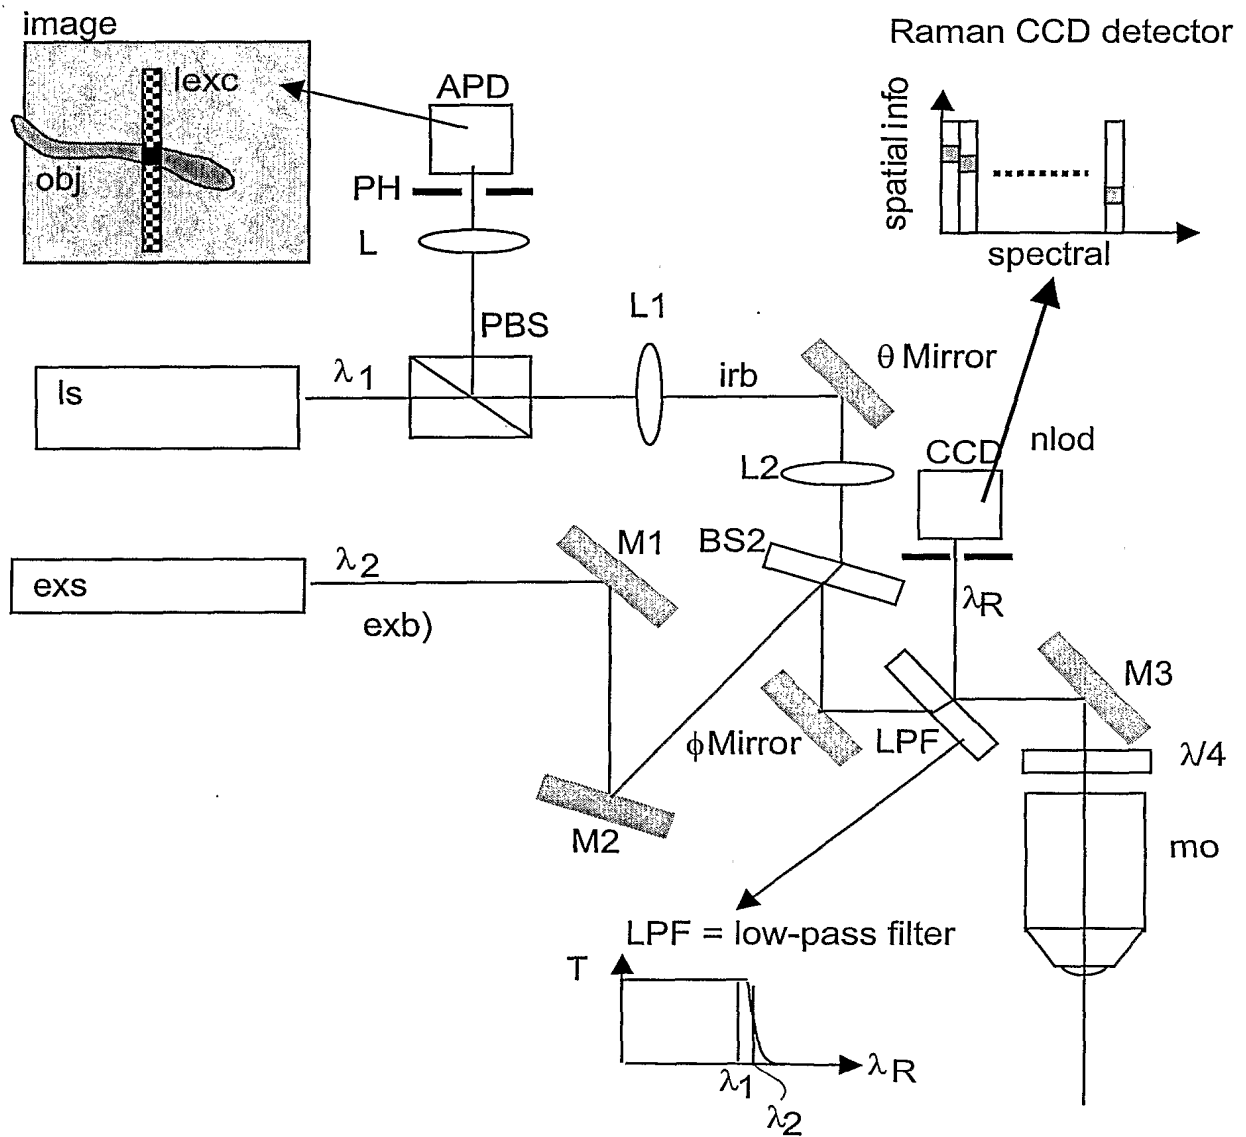 image
Raman CCD detector
lexc
APD
spatial info
PH
obj
L
spectral
L1
PBS
θ Mirror
λ1
irb
ls
nlod
CCD
L2
M1
BS2
λ2
exs
λR
exb)
M3
ϕ Mirror
LPF
λ/4
M2
mo
LPF = low-pass filter
T
λR
λ1
λ2